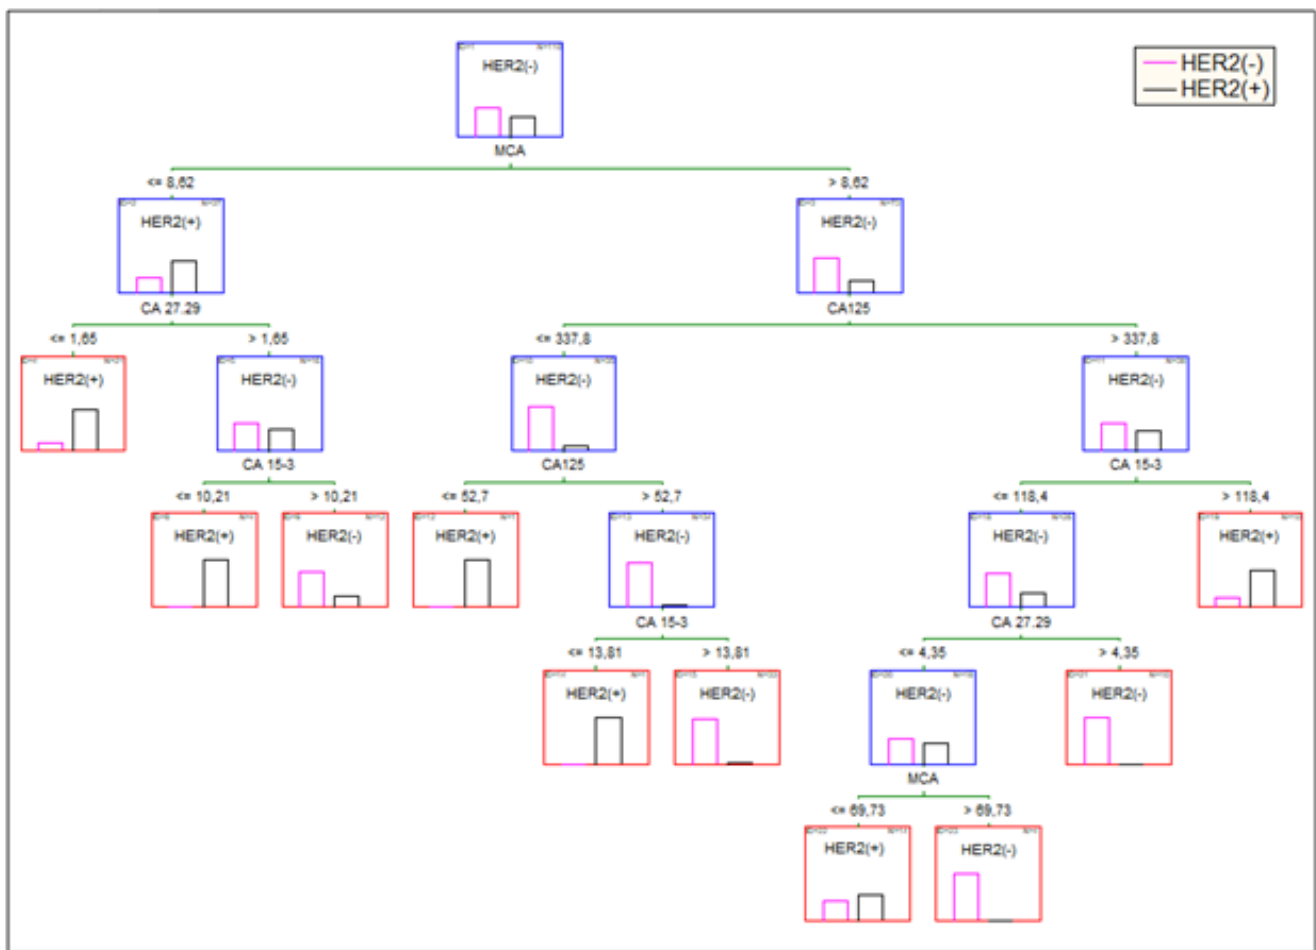 HER2(-)
HER2(+)
HER2(-)
MCA
<= 8,62
> 8,62
HER2(+)
HER2(-)
CA 27.29
CA125
<= 1,65
> 1,65
<= 337,8
> 337,8
HER2(+)
HER2(-)
HER2(-)
HER2(-)
CA 15-3
CA125
CA 15-3
<= 10,21
> 10,21
<= 52,7
> 52,7
<= 118,4
> 118,4
HER2(+)
HER2(-)
HER2(+)
HER2(-)
HER2(-)
HER2(+)
CA 15-3
CA 27.29
<= 13,81
> 13,81
<= 4,35
> 4,35
HER2(+)
HER2(-)
HER2(-)
HER2(-)
MCA
<= 69,73
> 69,73
HER2(+)
HER2(-)